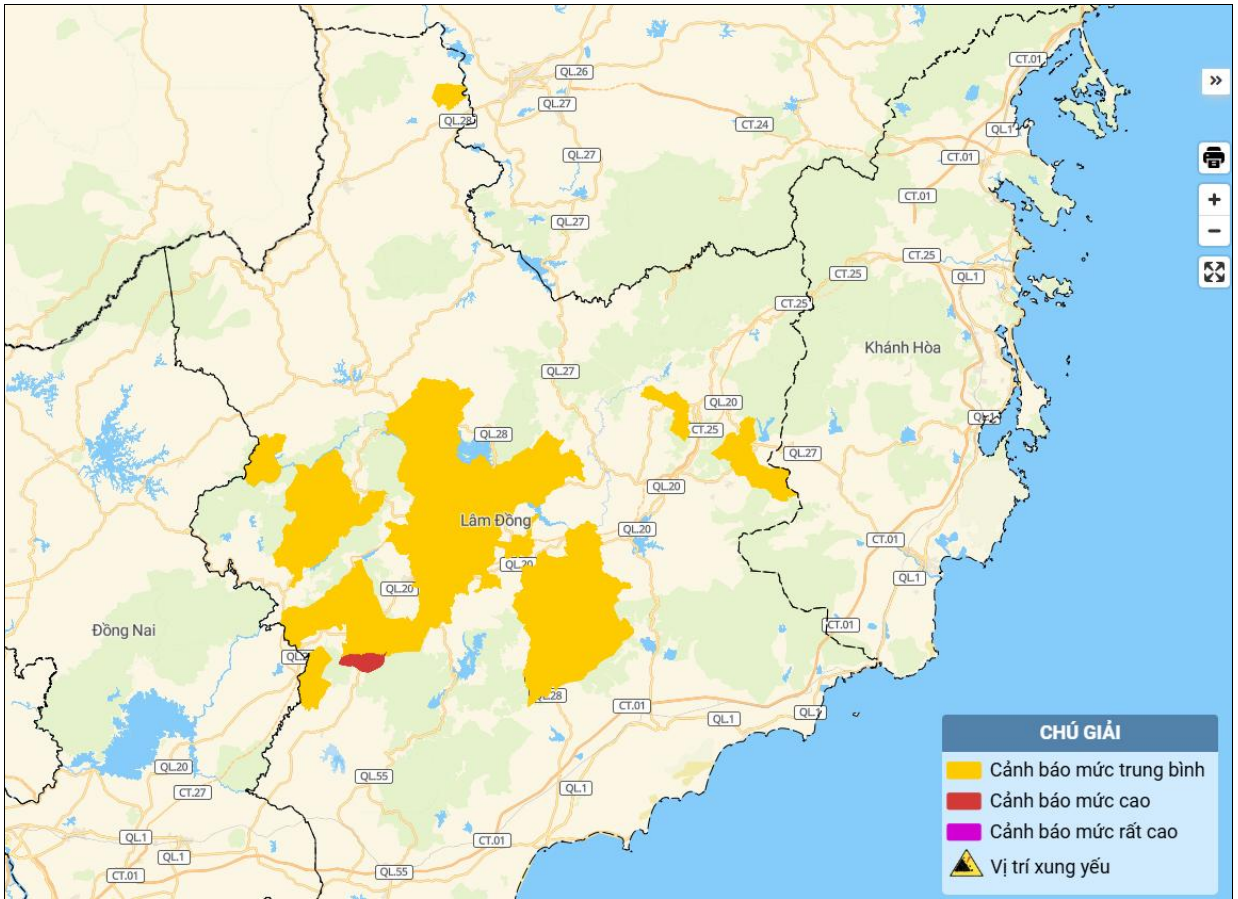 CT.01
QL.26
»
QL.27
QL.28
CT.24
QL.1
QL.27
CT.01
CT.01
+
QL.27
−
CT.25
CT.25
QL.1
CT.25
Khánh Hòa
QL.27
QL.20
QL.1
CT.25
QL.28
QL.27
QL.20
Lâm Đồng
QL.20
CT.01
QL.20
QL.20
QL.1
Đồng Nai
CT.01
QL.28
CT.01
QL.1
QL.1
QL.20
QL.55
CT.27
QL.1
QL.1
CT.01
QL.1
QL.55
CT.01
CHÚ GIẢI
Cảnh báo mức trung bình
Cảnh báo mức cao
Cảnh báo mức rất cao
Vị trí xung yếu